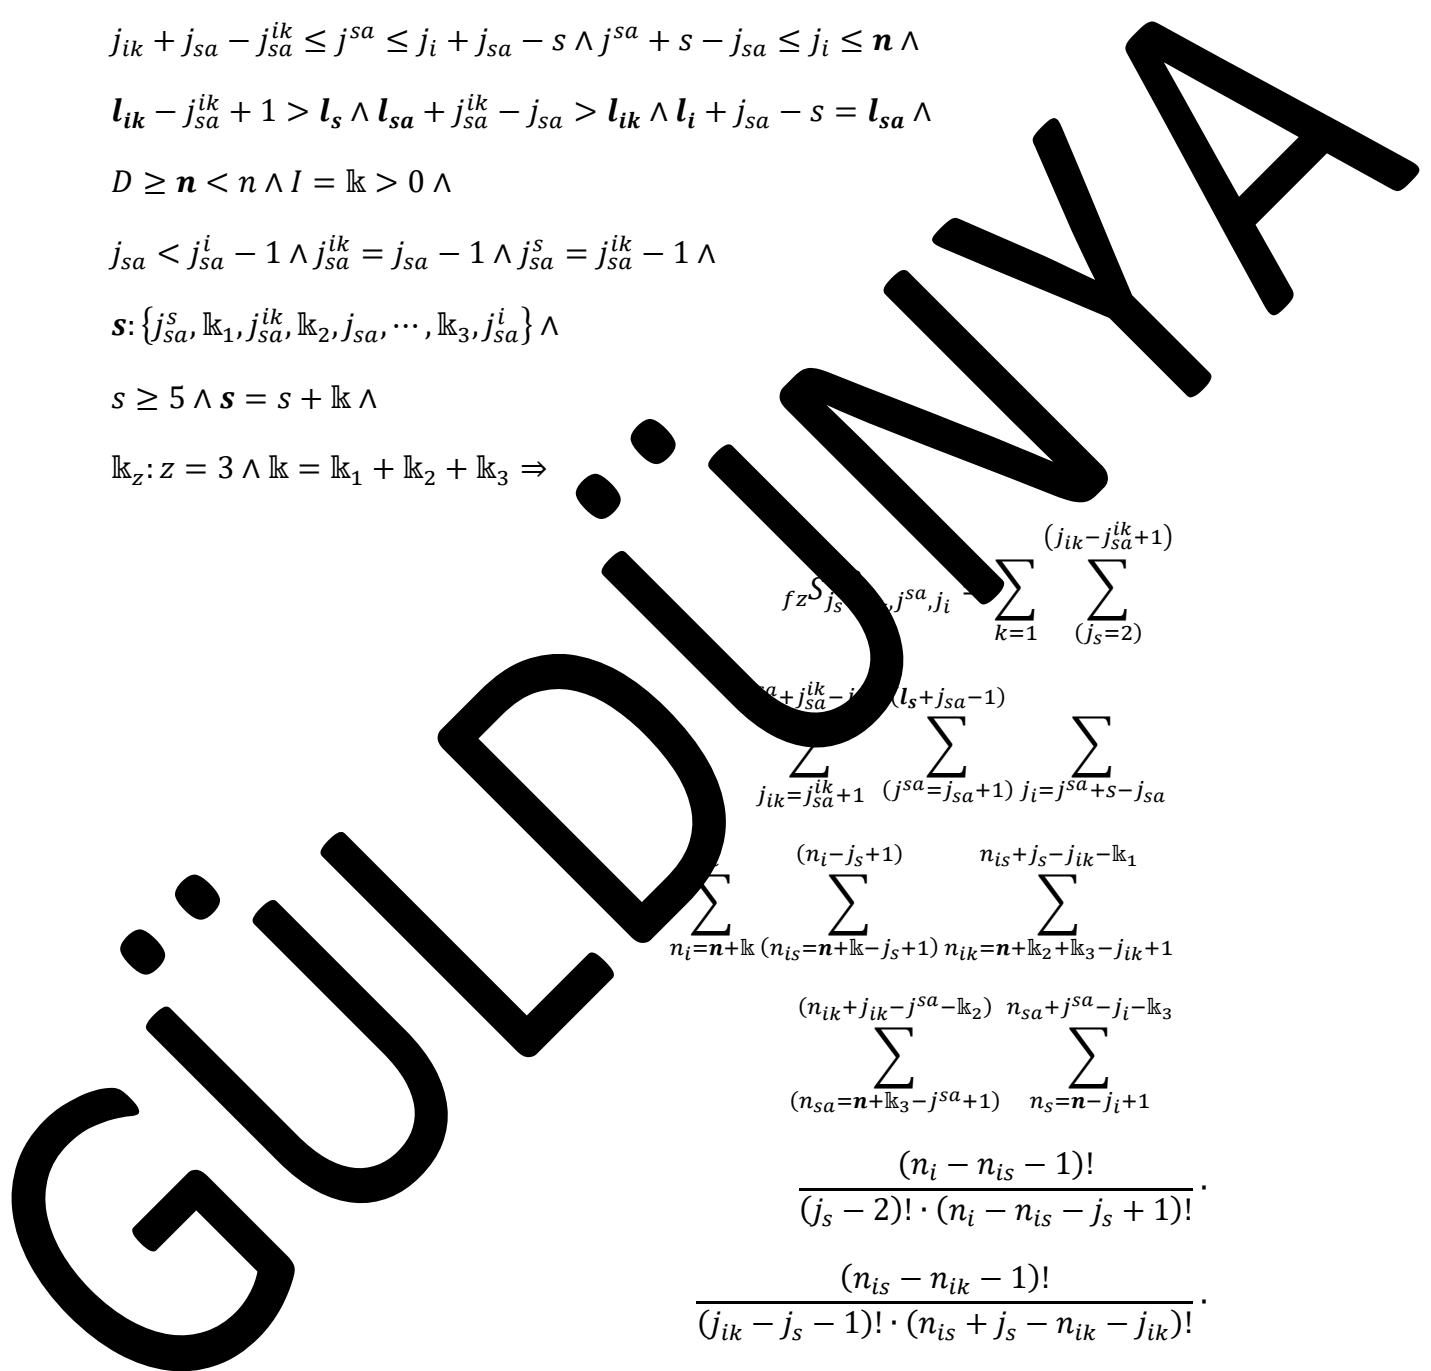 j_{ik} + j_{sa} − j_{sa}^{ik} ≤ j^{sa} ≤ j_i + j_{sa} − s ∧ j^{sa} + s − j_{sa} ≤ j_i ≤ 𝒏 ∧
𝒍_{𝒊𝒌} − j_{sa}^{ik} + 1 > 𝒍_𝒔 ∧ 𝒍_{𝒔𝒂} + j_{sa}^{ik} − j_{sa} > 𝒍_{𝒊𝒌} ∧ 𝒍_𝒊 + j_{sa} − s = 𝒍_{𝒔𝒂} ∧
D ≥ 𝒏 < n ∧ I = 𝕜 > 0 ∧
j_{sa} < j_{sa}^{i} − 1 ∧ j_{sa}^{ik} = j_{sa} − 1 ∧ j_{sa}^{s} = j_{sa}^{ik} − 1 ∧
𝒔: {j_{sa}^{s}, 𝕜_1, j_{sa}^{ik}, 𝕜_2, j_{sa}, ⋯, 𝕜_3, j_{sa}^{i}} ∧
s ≥ 5 ∧ 𝒔 = s + 𝕜 ∧
𝕜_z: z = 3 ∧ 𝕜 = 𝕜_1 + 𝕜_2 + 𝕜_3 ⇒
(j_{ik}−j_{sa}^{ik}+1)
_{fz}S_{j_s ,j^{sa},j_i} ∑ ∑
k=1 (j_s=2)
+j_{sa}^{ik}− (𝒍_𝒔+j_{sa}−1)
∑ ∑ ∑
j_{ik}=j_{sa}^{ik}+1 (j^{sa}=j_{sa}+1) j_i=j^{sa}+s−j_{sa}
(n_i−j_s+1) n_{is}+j_s−j_{ik}−𝕜_1
∑ ∑ ∑
n_i=𝒏+𝕜 (n_{is}=𝒏+𝕜−j_s+1) n_{ik}=𝒏+𝕜_2+𝕜_3−j_{ik}+1
(n_{ik}+j_{ik}−j^{sa}−𝕜_2) n_{sa}+j^{sa}−j_i−𝕜_3
∑ ∑
(n_{sa}=𝒏+𝕜_3−j^{sa}+1) n_s=𝒏−j_i+1
(n_i − n_{is} − 1)!
(j_s − 2)! · (n_i − n_{is} − j_s + 1)! ·
(n_{is} − n_{ik} − 1)!
(j_{ik} − j_s − 1)! · (n_{is} + j_s − n_{ik} − j_{ik})! ·
GÜLDÜNYA